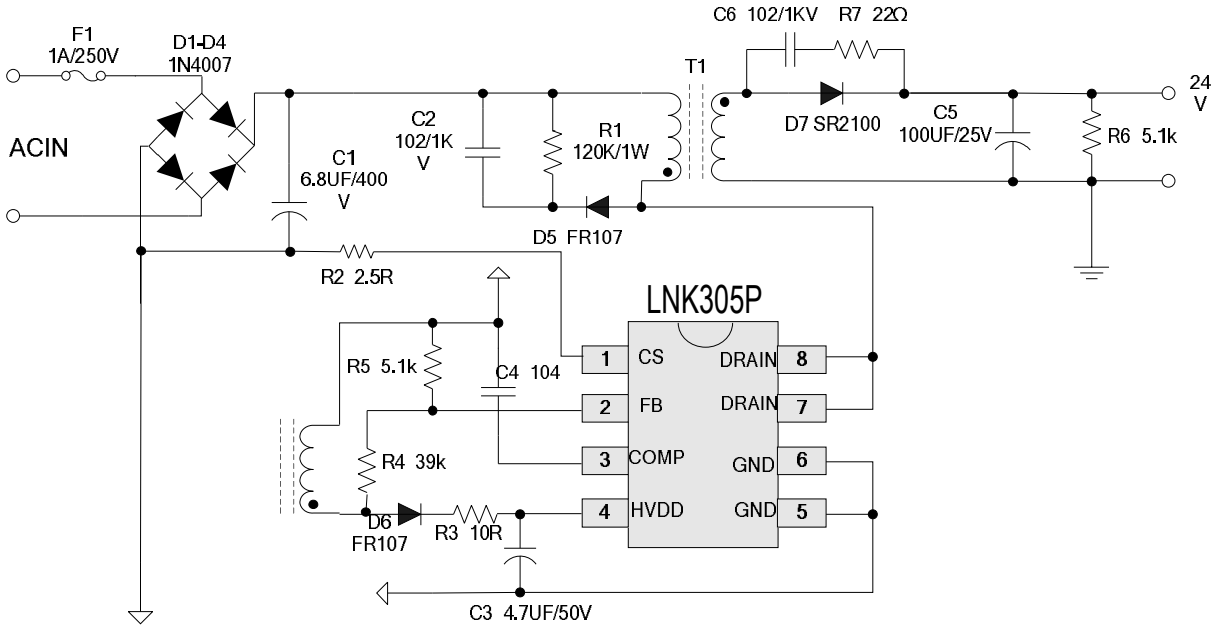 F1
1A/250V
D1-D4
1N4007
ACIN
C1
6.8UF/400
V
C2
102/1K
V
R1
120K/1W
D5 FR107
R2 2.5R
T1
C6 102/1KV
R7 22Ω
D7 SR2100
C5
100UF/25V
R6 5.1k
24
V
LNK305P
R5 5.1k
C4 104
R4 39k
D6
FR107
R3 10R
C3 4.7UF/50V
1 CS
2 FB
3 COMP
4 HVDD
DRAIN 8
DRAIN 7
GND 6
GND 5